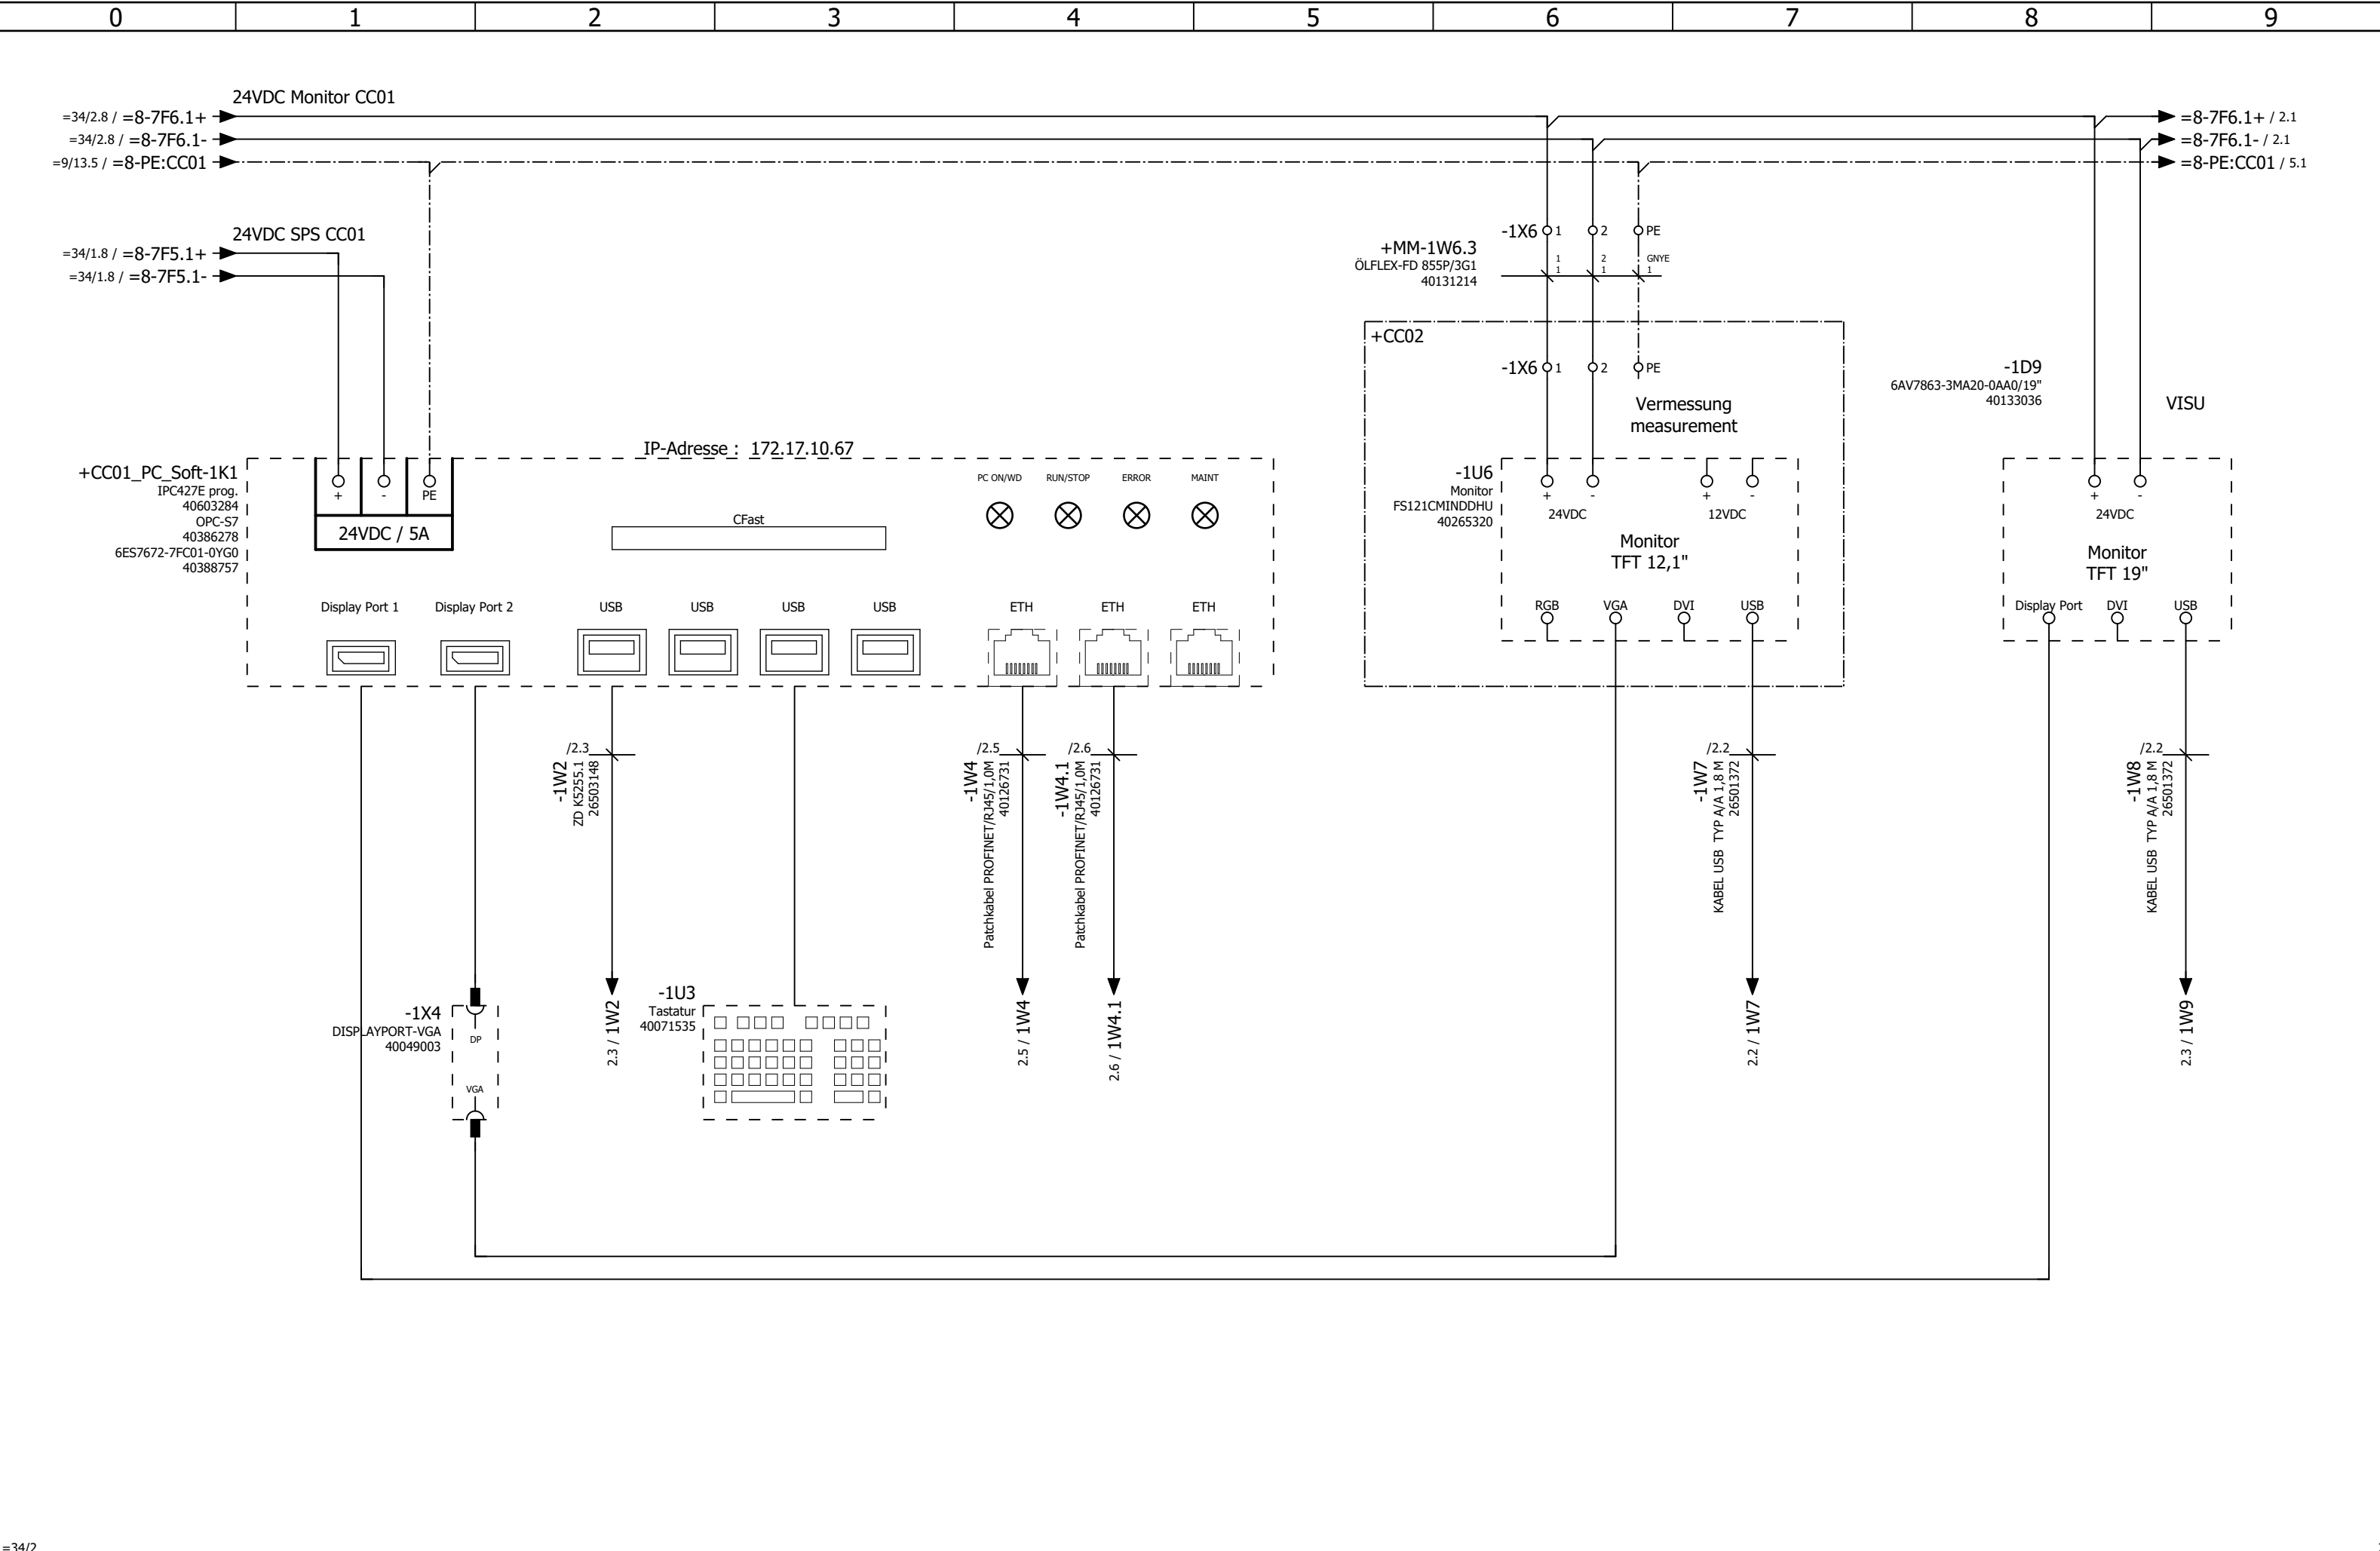 0 1 2 3 4 5 6 7 8 9
24VDC Monitor CC01
=34/2.8 / =8-7F6.1+
=8-7F6.1+ / 2.1
=34/2.8 / =8-7F6.1-
=8-7F6.1- / 2.1
=9/13.5 / =8-PE:CC01
=8-PE:CC01 / 5.1
24VDC SPS CC01
=34/1.8 / =8-7F5.1+
=34/1.8 / =8-7F5.1-
-1X6 1 2 PE
+MM-1W6.3
ÖLFLEX-FD 855P/3G1
40131214
1 2 GNYE
1 1 1
+CC02
-1X6 1 2 PE
Vermessung
measurement
-1D9
6AV7863-3MA20-0AA0/19"
40133036
VISU
IP-Adresse : 172.17.10.67
+CC01_PC_Soft-1K1
IPC427E prog.
40603284
OPC-S7
40386278
6ES7672-7FC01-0YG0
40388757
+ - PE
24VDC / 5A
CFast
PC ON/WD RUN/STOP ERROR MAINT
-1U6
Monitor
FS121CMINDDHU
40265320
+ - + -
24VDC 12VDC
Monitor
TFT 12,1"
+ -
24VDC
Monitor
TFT 19"
Display Port 1 Display Port 2 USB USB USB USB ETH ETH ETH
RGB VGA DVI USB
Display Port DVI USB
/2.3
-1W2
ZD K5255.1
26503148
2.3 / 1W2
/2.5
-1W4
Patchkabel PROFINET/RJ45/1,0M
40126731
2.5 / 1W4
/2.6
-1W4.1
Patchkabel PROFINET/RJ45/1,0M
40126731
2.6 / 1W4.1
/2.2
-1W7
KABEL USB TYP A/A 1,8 M
26501372
2.2 / 1W7
/2.2
-1W8
KABEL USB TYP A/A 1,8 M
26501372
2.3 / 1W9
-1X4
DISPLAYPORT-VGA
40049003
DP
VGA
-1U3
Tastatur
40071535
=34/2